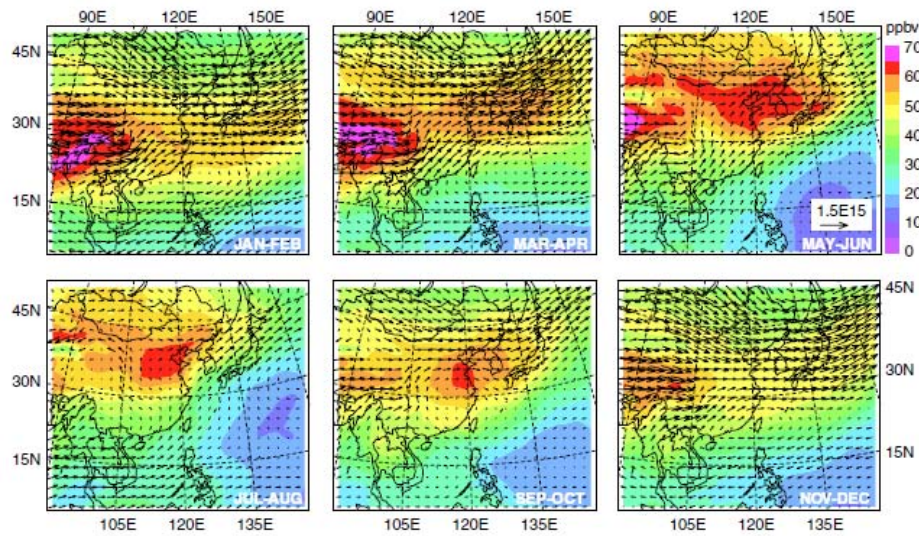 90E 120E 150E 90E 120E 150E 90E 120E 150E
ppbv
45N
30N
15N
70
60
50
40
30
20
10
0
1.5E15
JAN-FEB MAR-APR MAY-JUN
45N
30N
15N
45N
30N
15N
JUL-AUG SEP-OCT NOV-DEC
105E 120E 135E 105E 120E 135E 105E 120E 135E